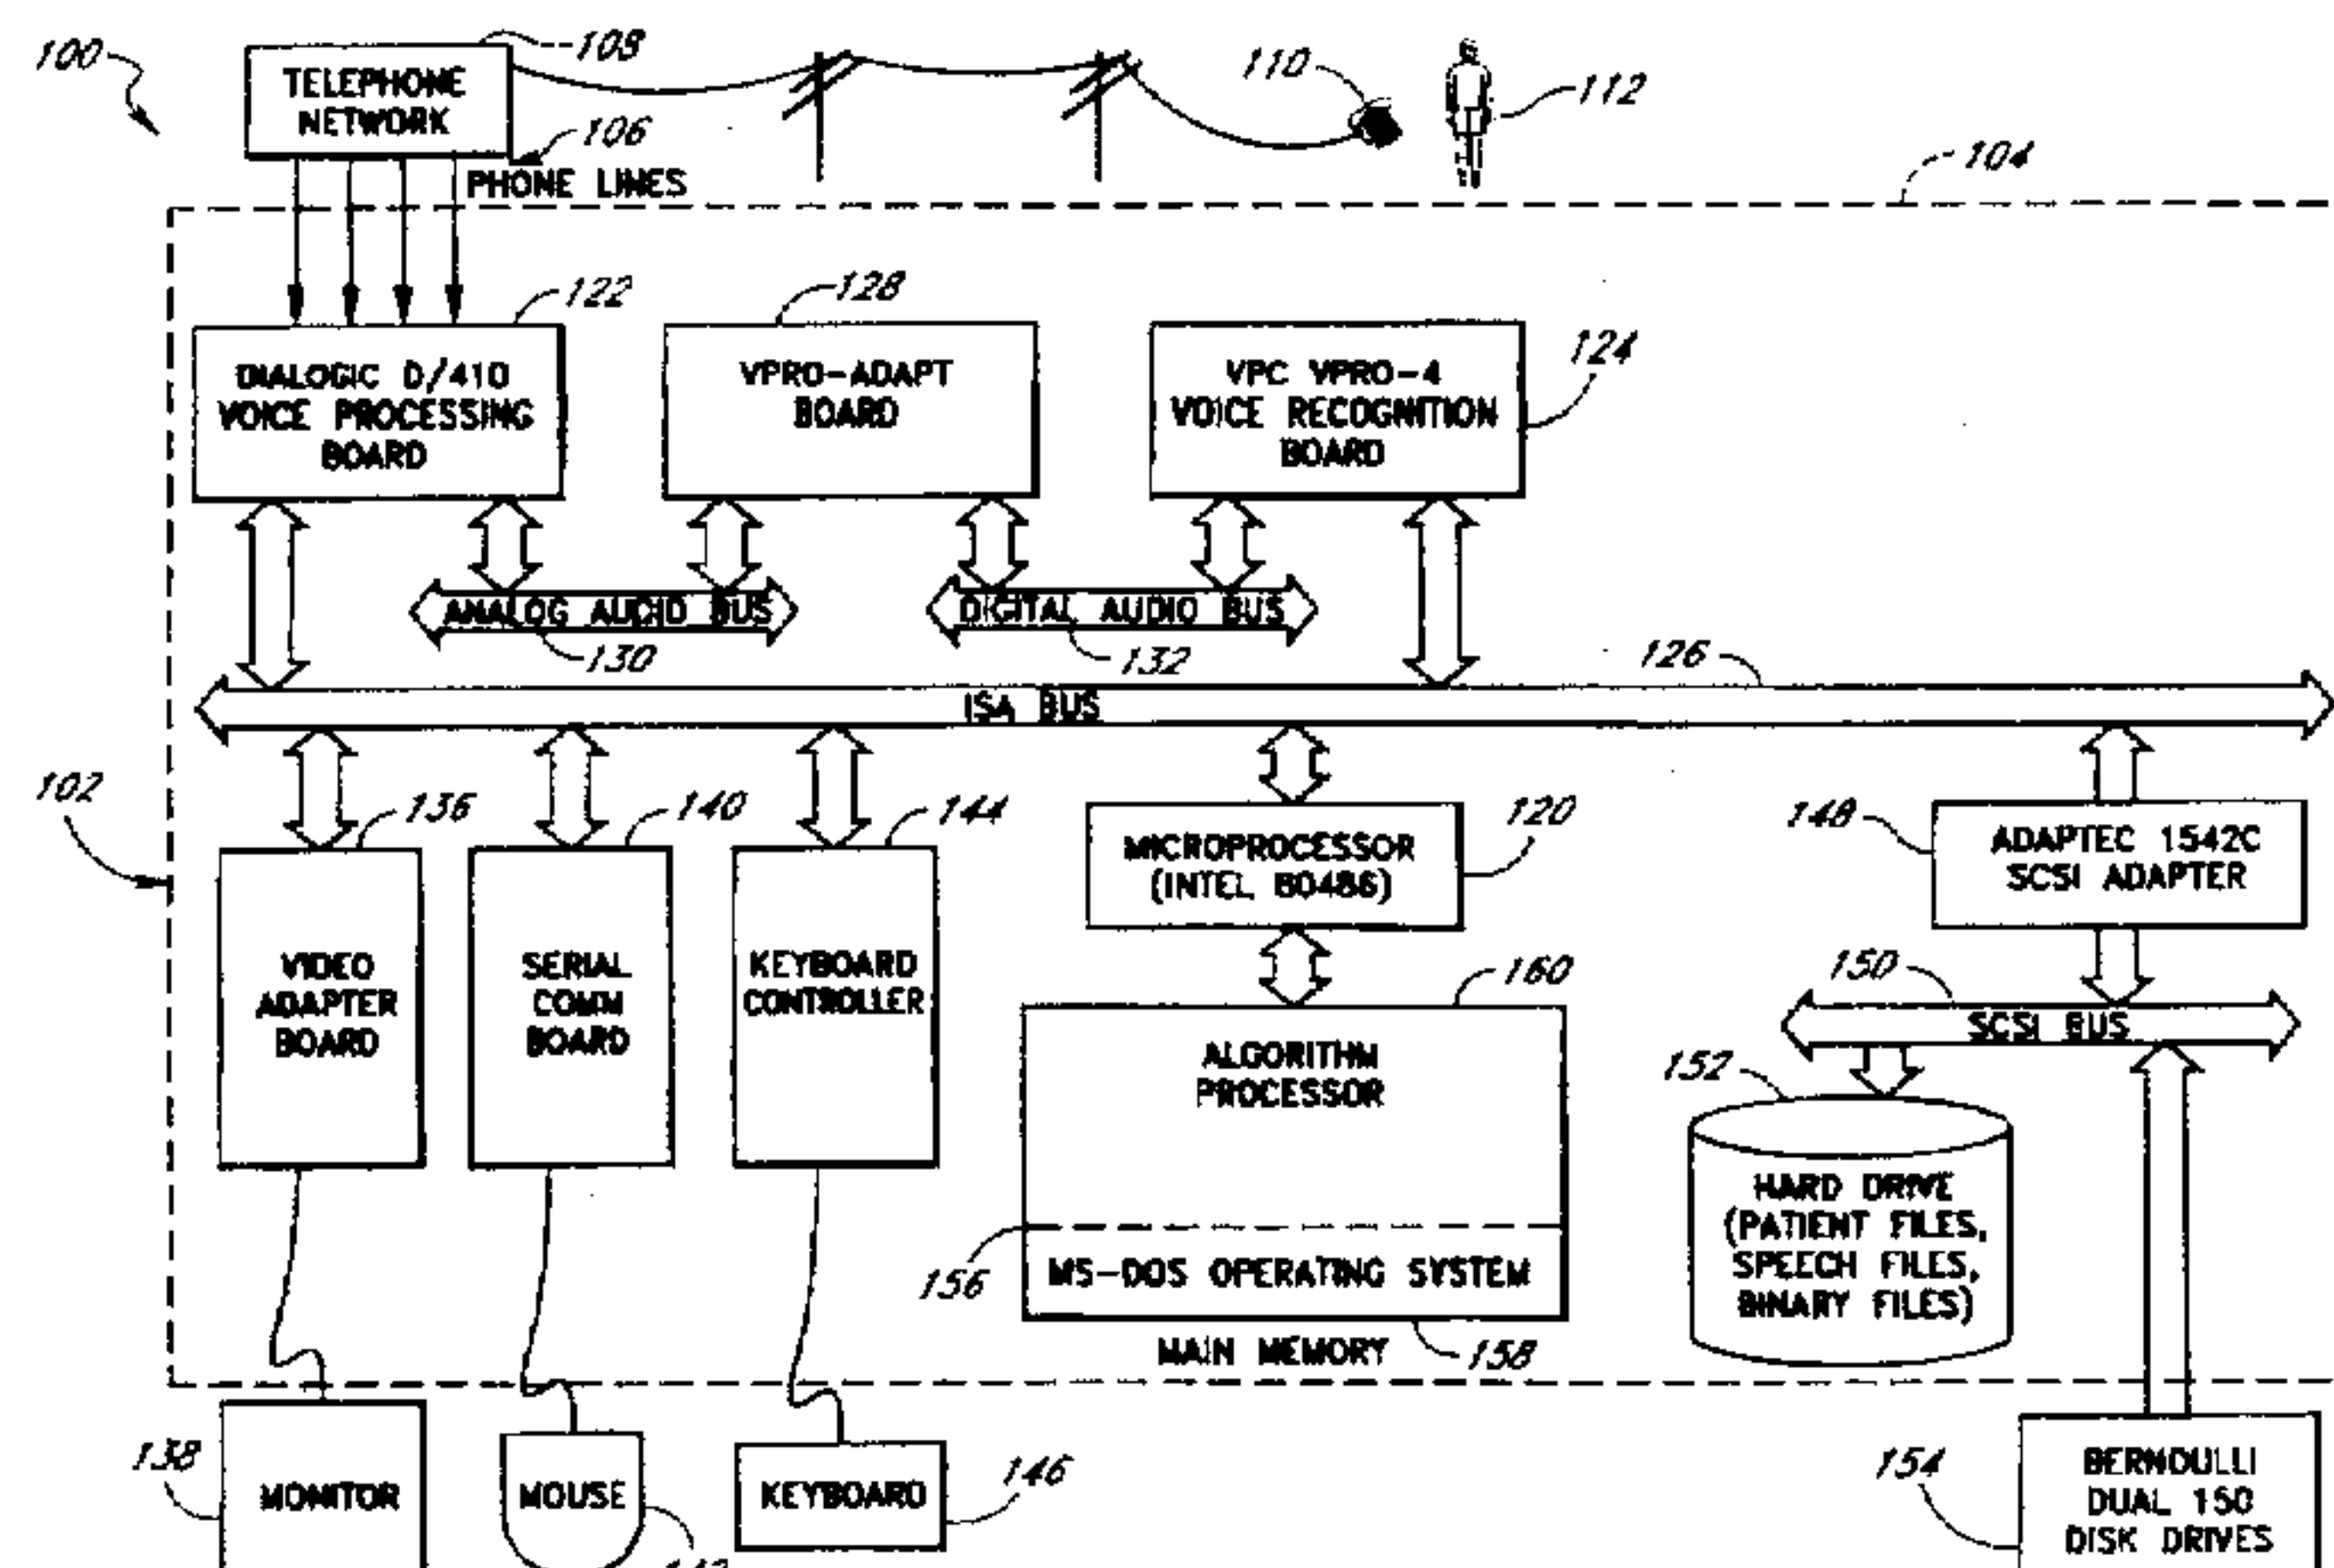 100
108
TELEPHONE
NETWORK
106
PHONE LINES
110
112
104
122
DIALOGIC D/410
VOICE PROCESSING
BOARD
128
VPRO-ADAPT
BOARD
124
VPC VPRO-4
VOICE RECOGNITION
BOARD
ANALOG AUDIO BUS
130
DIGITAL AUDIO BUS
132
126
ISA BUS
102
136
VIDEO
ADAPTER
BOARD
140
SERIAL
COMM
BOARD
144
KEYBOARD
CONTROLLER
120
MICROPROCESSOR
(INTEL 80486)
148
ADAPTEC 1542C
SCSI ADAPTER
160
ALGORITHM
PROCESSOR
156
MS-DOS OPERATING SYSTEM
MAIN MEMORY
158
150
SCSI BUS
152
HARD DRIVE
(PATIENT FILES,
SPEECH FILES,
BINARY FILES)
138
MONITOR
MOUSE
KEYBOARD
146
154
BERNOULLI
DUAL 150
DISK DRIVES